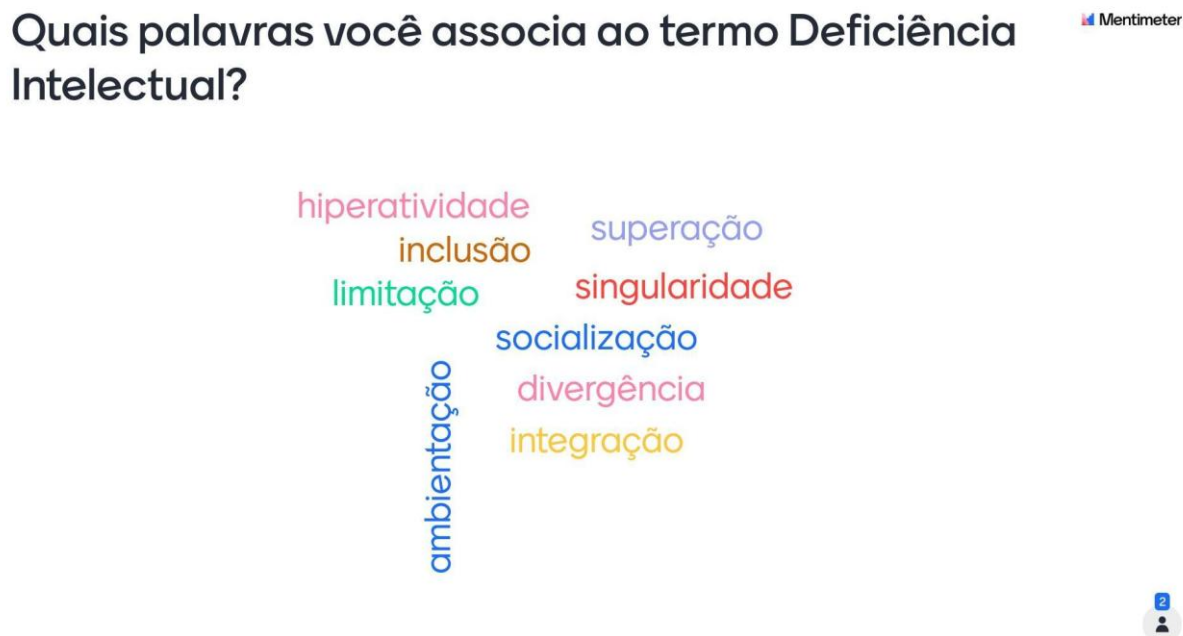 Quais palavras você associa ao termo Deficiência
Intelectual?
Mentimeter
hiperatividade
superação
inclusão
singularidade
limitação
socialização
divergência
ambientação
integração
2